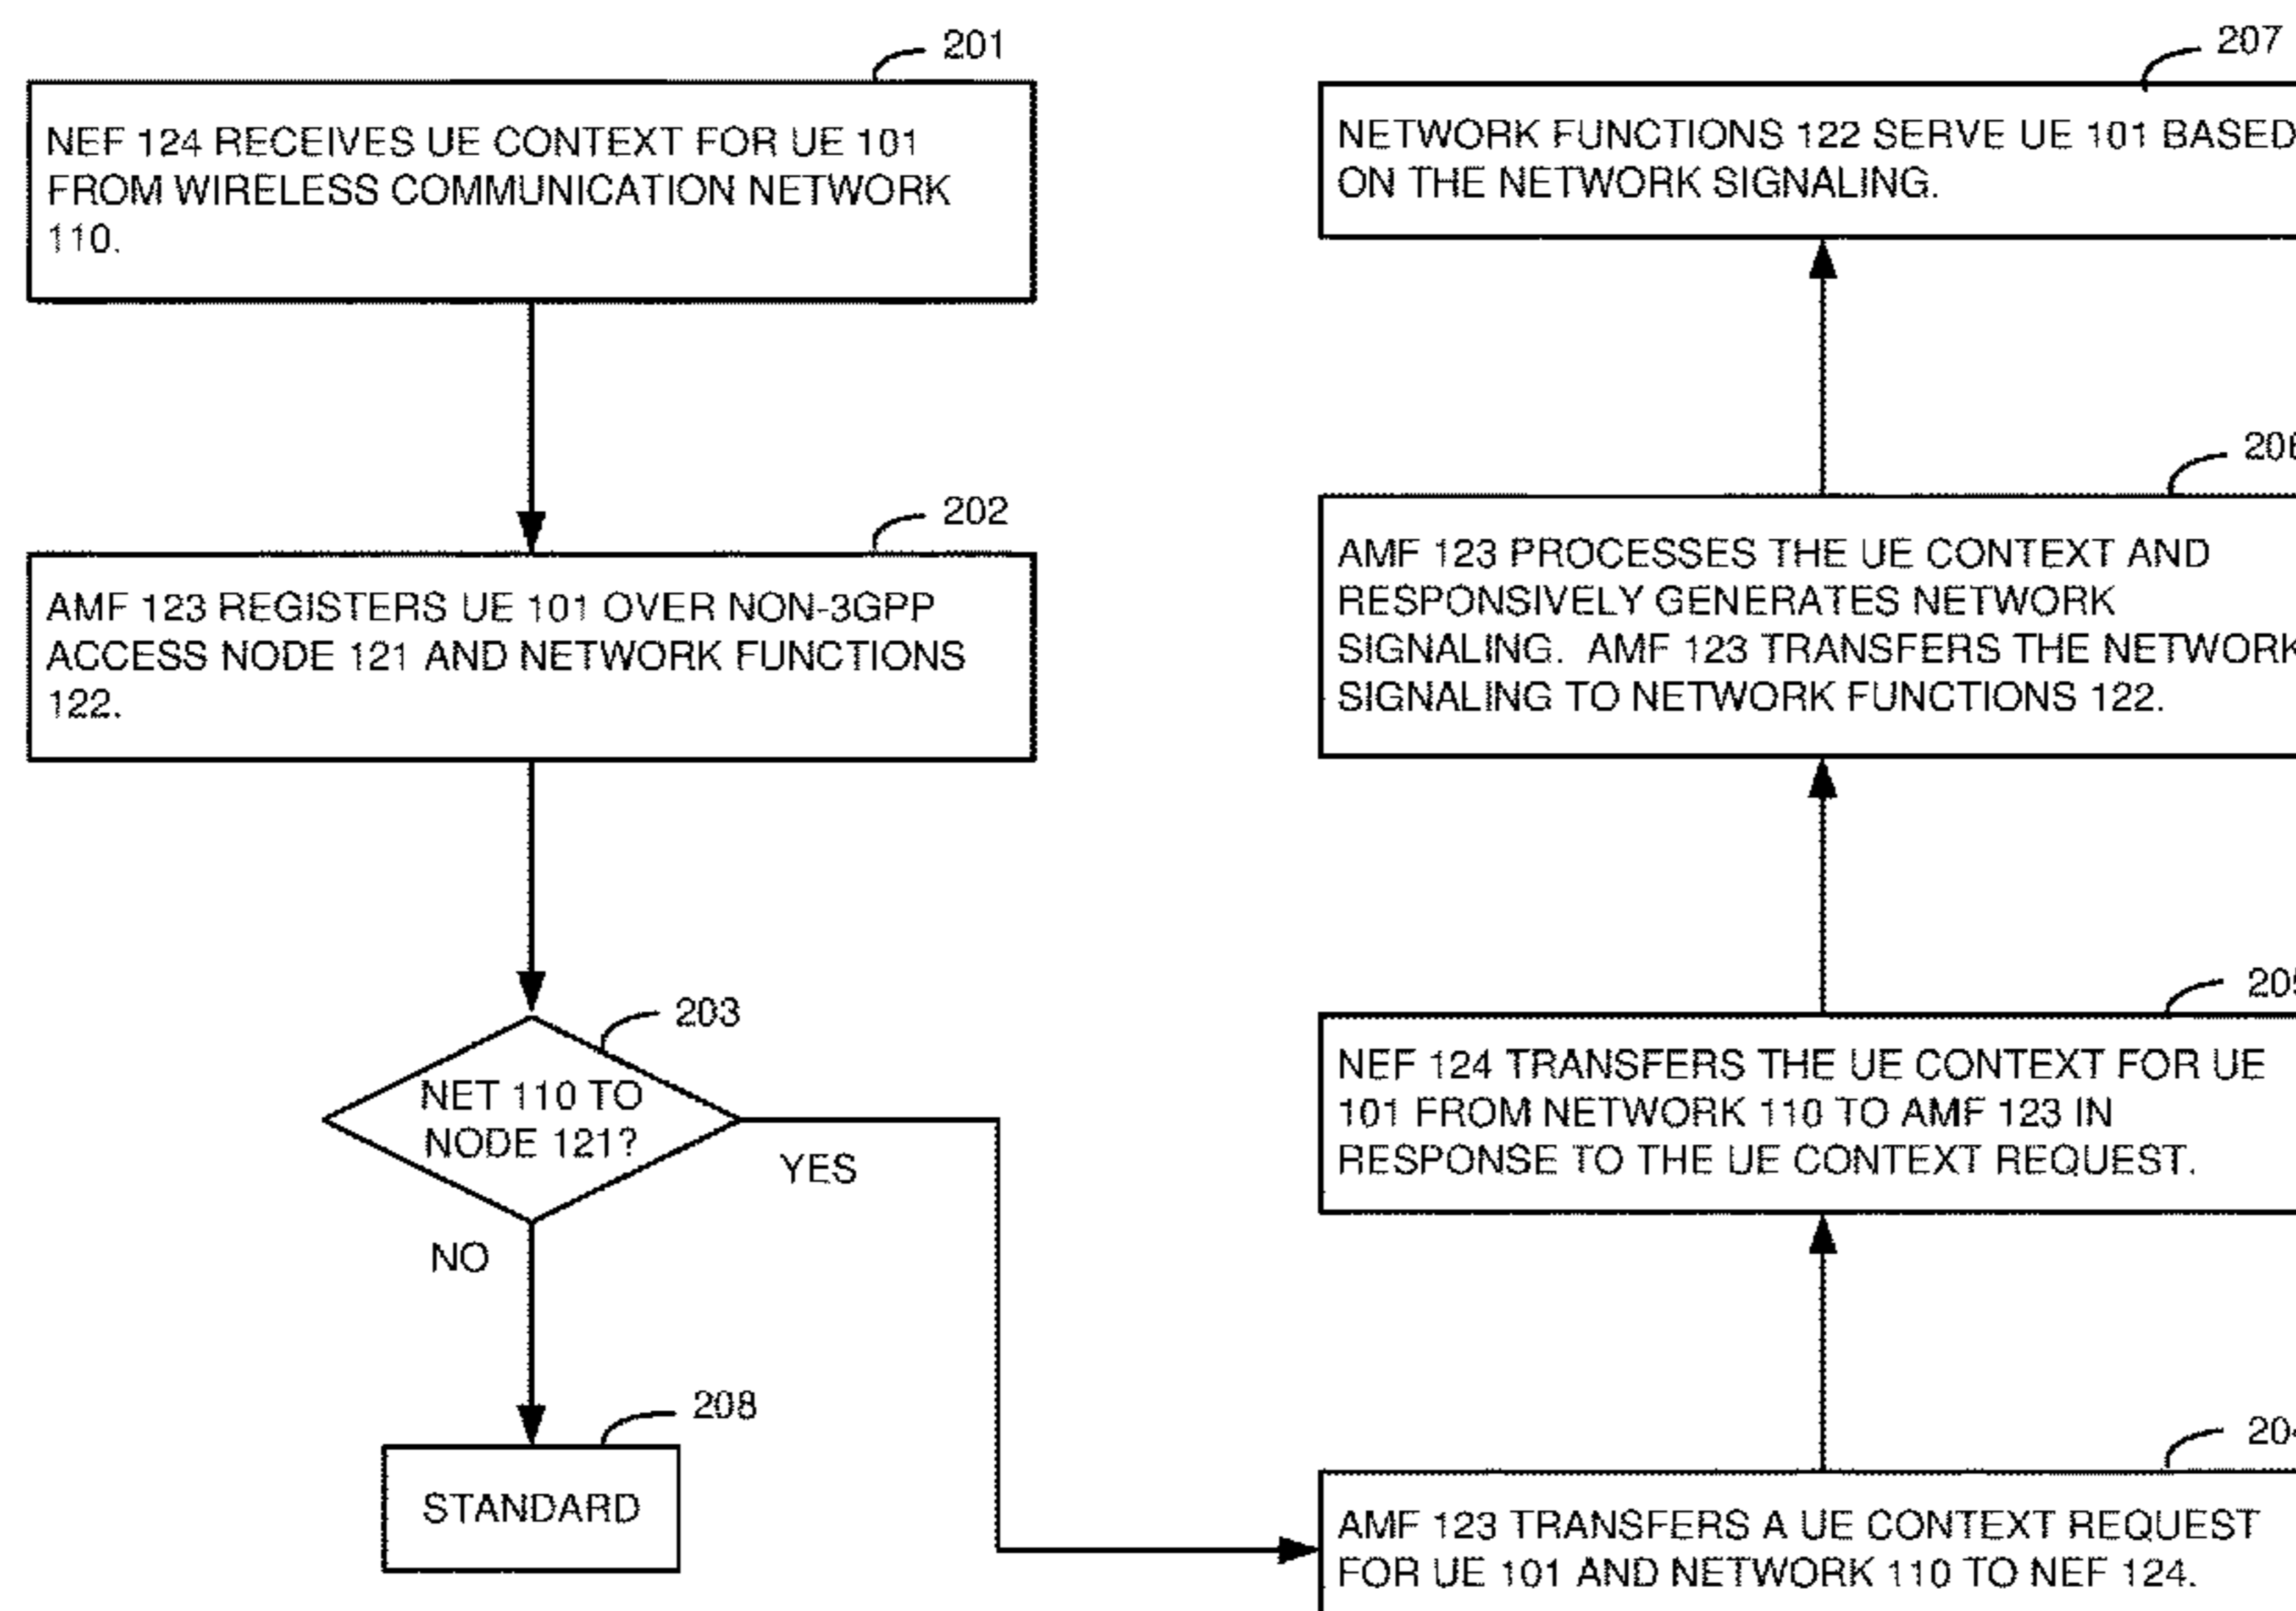 201
NEF 124 RECEIVES UE CONTEXT FOR UE 101
FROM WIRELESS COMMUNICATION NETWORK
110.
202
AMF 123 REGISTERS UE 101 OVER NON-3GPP
ACCESS NODE 121 AND NETWORK FUNCTIONS
122.
203
NET 110 TO
NODE 121?
YES
NO
208
STANDARD
207
NETWORK FUNCTIONS 122 SERVE UE 101 BASED
ON THE NETWORK SIGNALING.
206
AMF 123 PROCESSES THE UE CONTEXT AND
RESPONSIVELY GENERATES NETWORK
SIGNALING. AMF 123 TRANSFERS THE NETWORK
SIGNALING TO NETWORK FUNCTIONS 122.
205
NEF 124 TRANSFERS THE UE CONTEXT FOR UE
101 FROM NETWORK 110 TO AMF 123 IN
RESPONSE TO THE UE CONTEXT REQUEST.
204
AMF 123 TRANSFERS A UE CONTEXT REQUEST
FOR UE 101 AND NETWORK 110 TO NEF 124.